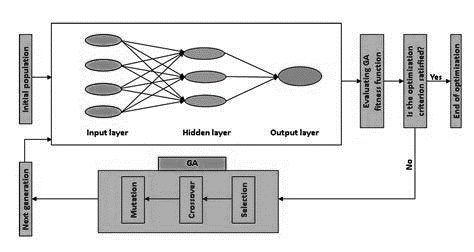 Initial population
Input layer
Hidden layer
Output layer
Evaluating GA
fitness function
Is the optimization
criterion satisfied?
Yes
End of optimization
No
GA
Selection
Crossover
Mutation
Next generation